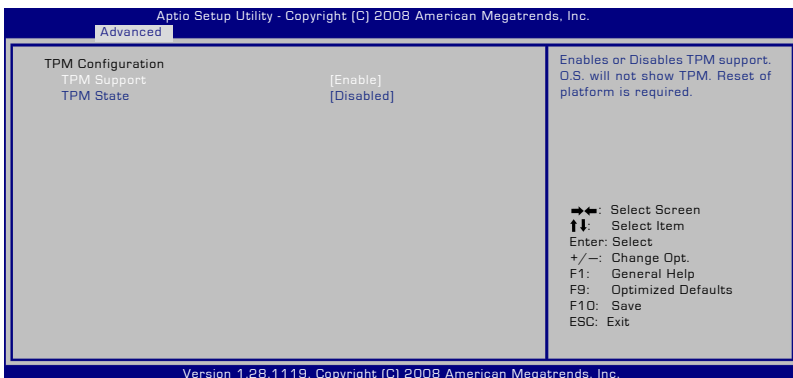 Aptio Setup Utility - Copyright (C) 2008 American Megatrends, Inc.
Advanced
TPM Configuration
TPM Support [Enable]
TPM State [Disabled]
Enables or Disables TPM support.
O.S. will not show TPM. Reset of
platform is required.
→←: Select Screen
↑↓: Select Item
Enter: Select
+/—: Change Opt.
F1: General Help
F9: Optimized Defaults
F10: Save
ESC: Exit
Version 1.28.1119. Copyright (C) 2008 American Megatrends, Inc.